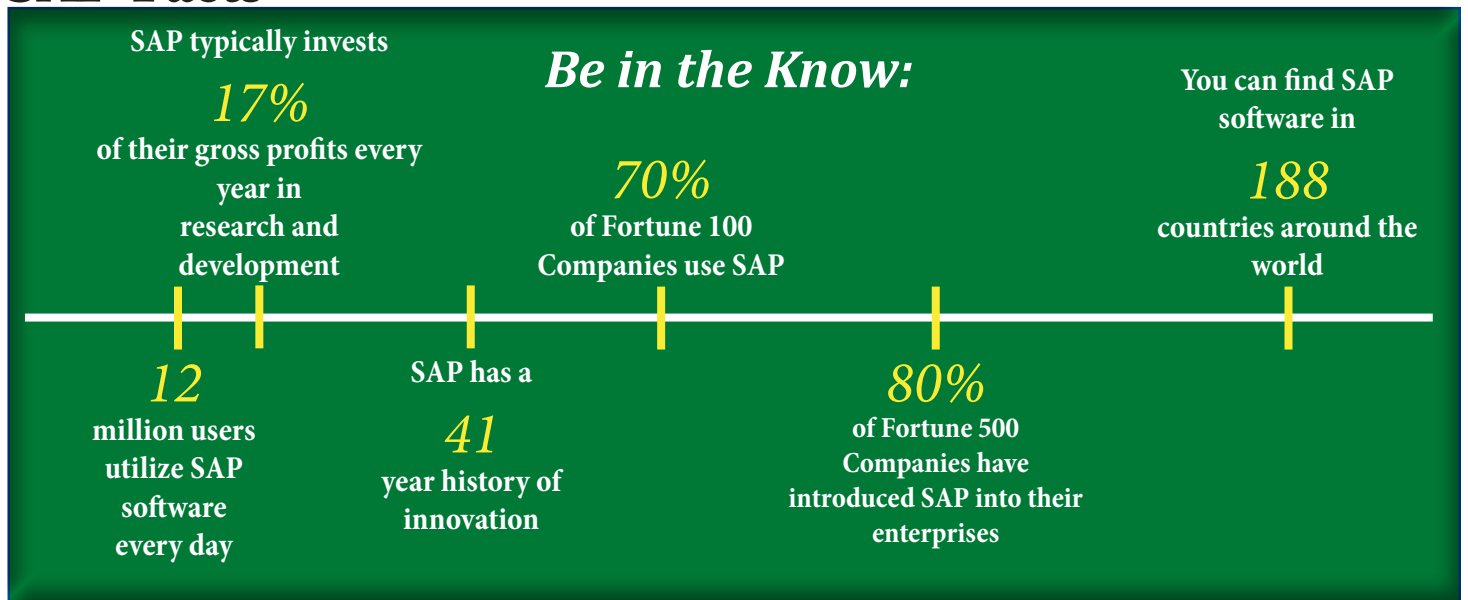 Be in the Know:
SAP typically invests
17%
of their gross profits every
year in
research and
development
70%
of Fortune 100
Companies use SAP
You can find SAP
software in
188
countries around the
world
12
million users
utilize SAP
software
every day
SAP has a
41
year history of
innovation
80%
of Fortune 500
Companies have
introduced SAP into their
enterprises